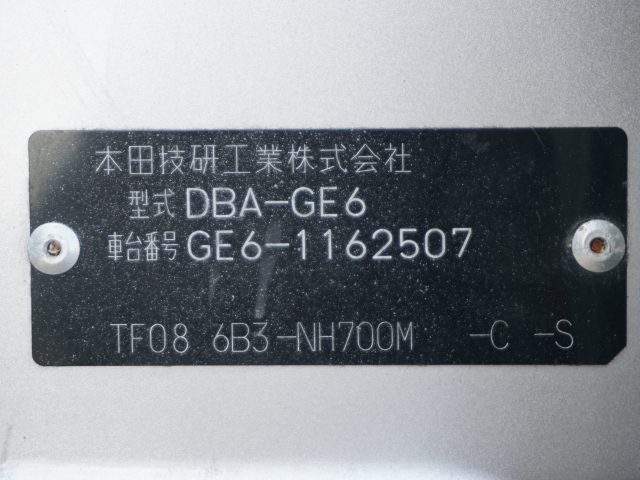 本田技研工業株式会社
型式 DBA-GE6
車台番号 GE6-1162507
TF08 6B3-NH700M -C -S